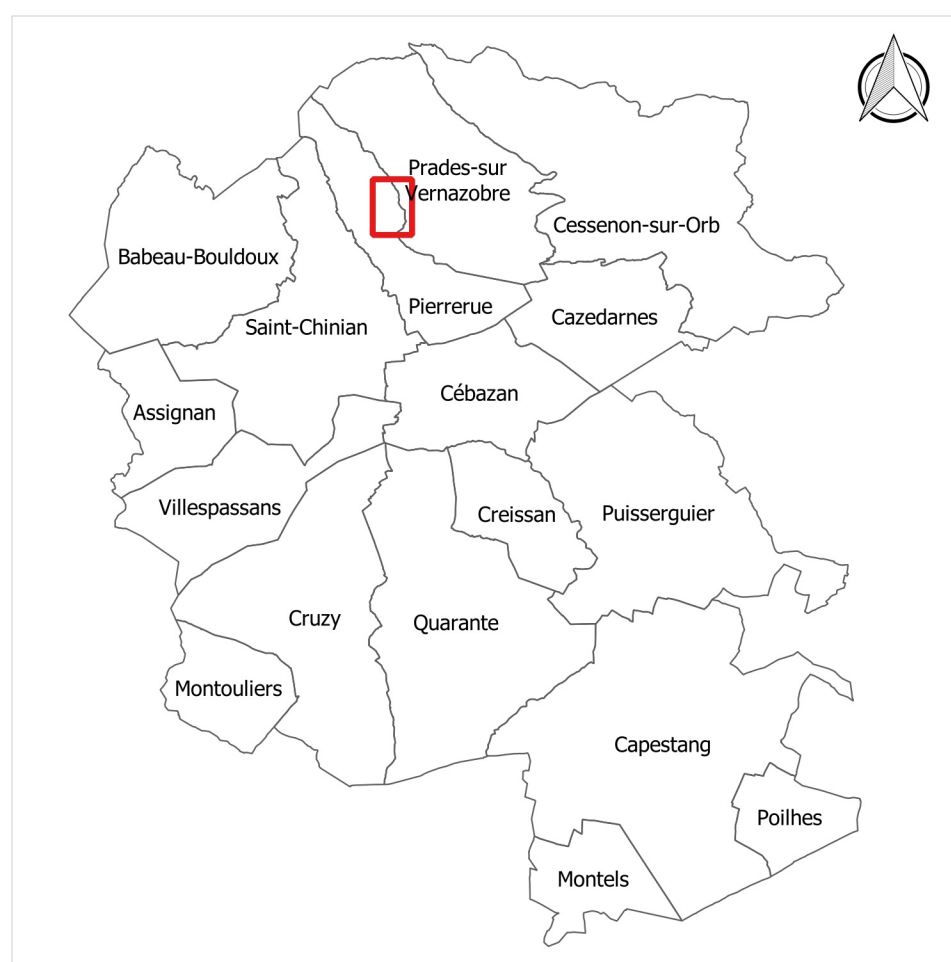 Prades-sur
Vernazobre
Cessenon-sur-Orb
Babeau-Bouldoux
Pierrerue
Cazedarnes
Saint-Chinian
Cébazan
Assignan
Villespassans
Creissan
Puisserguier
Cruzy
Quarante
Montouliers
Capestang
Poilhes
Montels